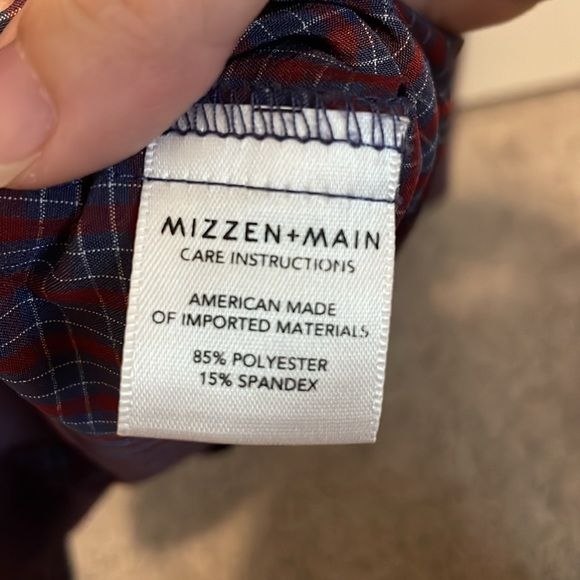 MIZZEN+MAIN
CARE INSTRUCTIONS
AMERICAN MADE
OF IMPORTED MATERIALS
85% POLYESTER
15% SPANDEX